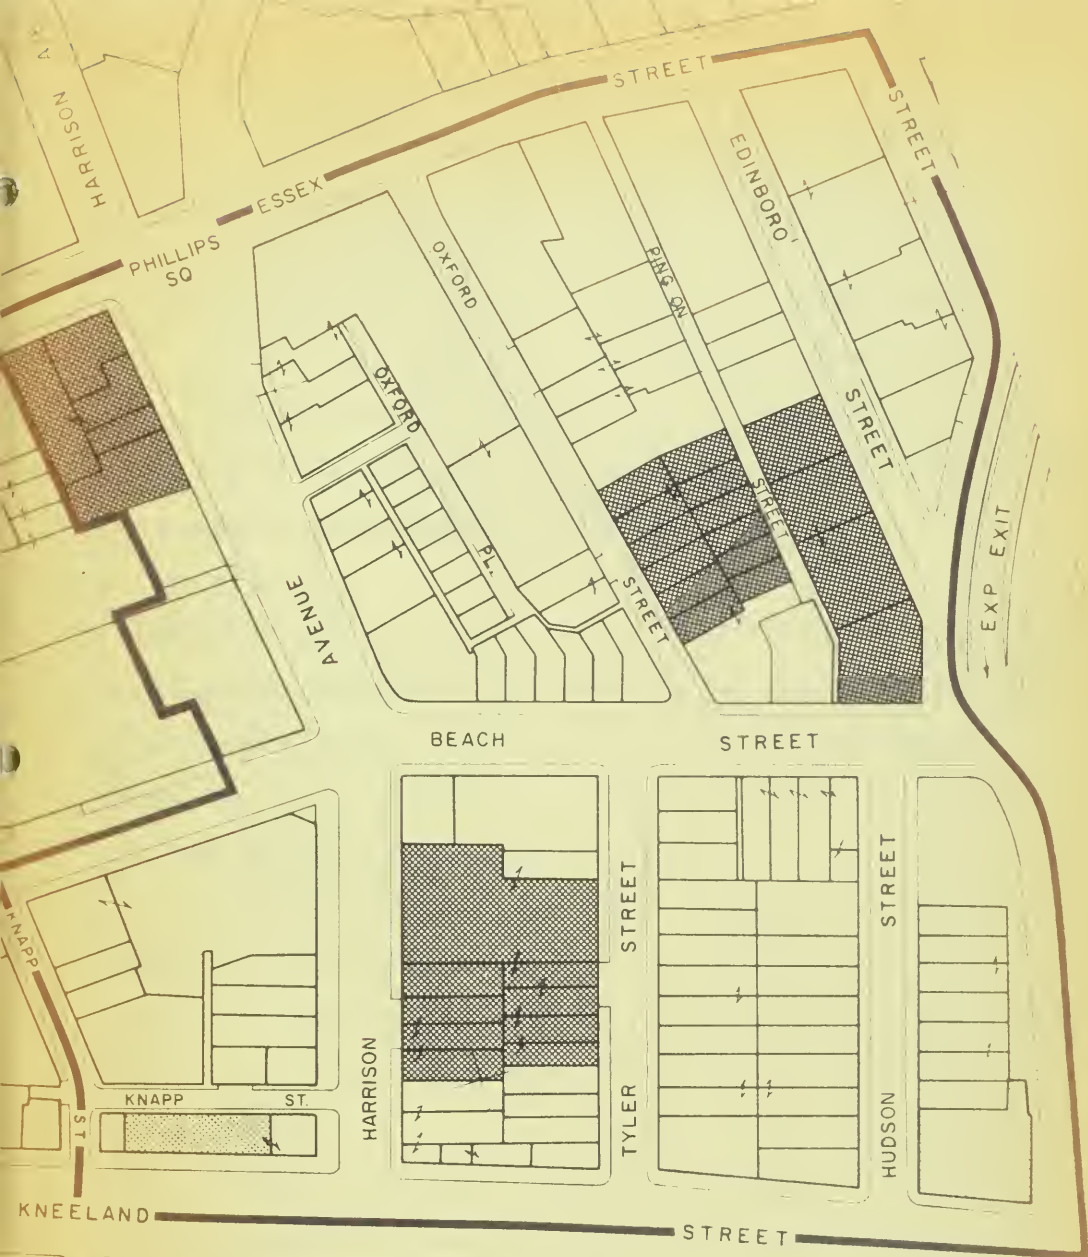 HARRISON
STREET
STREET
ESSEX
PHILLIPS
SQ
EDINBORO'
OXFORD
PING ON
OXFORD
STREET
STREET
EXP EXIT
PL.
STREET
AVENUE
BEACH
STREET
STREET
STREET
KNAPP
HARRISON
KNAPP
ST.
ST.
TYLER
HUDSON
KNEELAND
STREET